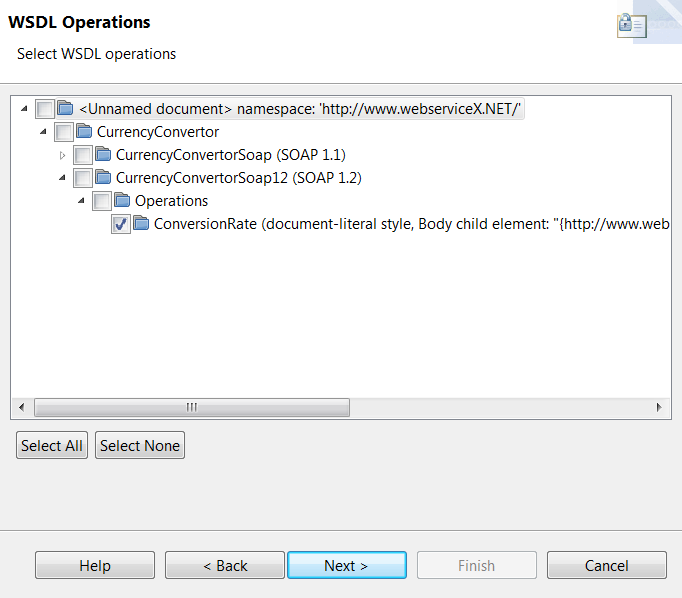 WSDL Operations
Select WSDL operations
<Unnamed document> namespace: 'http://www.webserviceX.NET/'
CurrencyConvertor
CurrencyConvertorSoap (SOAP 1.1)
CurrencyConvertorSoap12 (SOAP 1.2)
Operations
ConversionRate (document-literal style, Body child element: "{http://www.web
Select All Select None
Help < Back Next > Finish Cancel